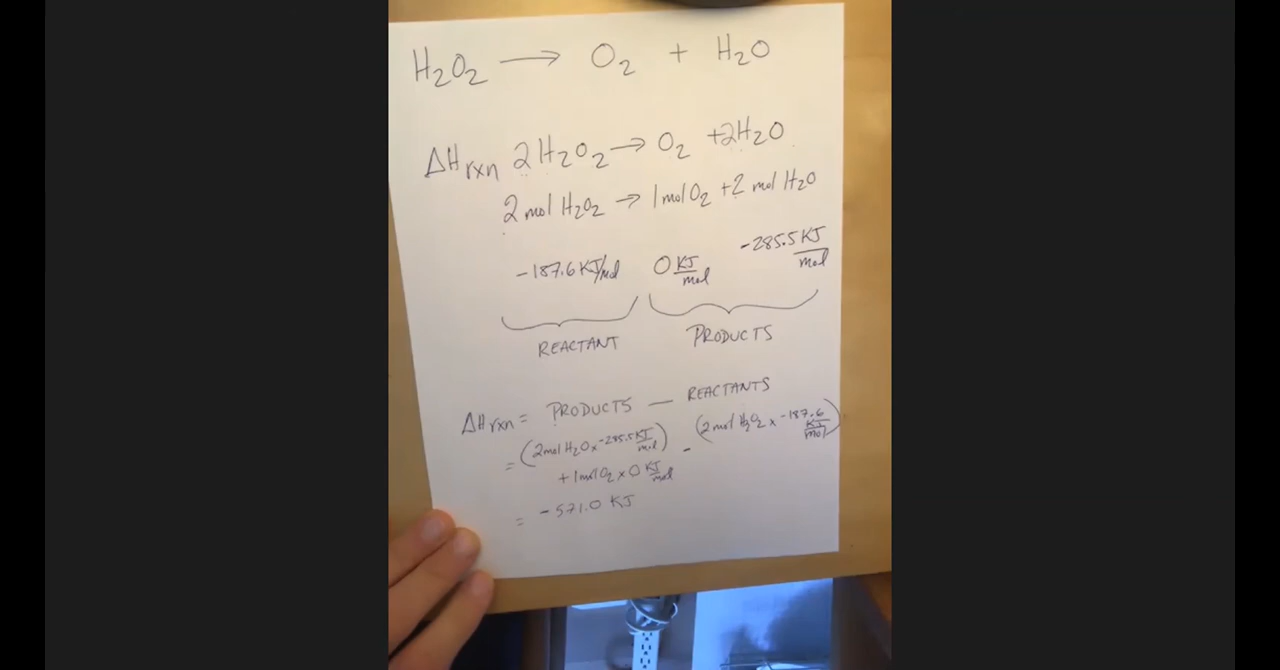 H₂O₂ → O₂ + H₂O
ΔHrxn 2H₂O₂ → O₂ + 2H₂O
2 mol H₂O₂ → 1 mol O₂ + 2 mol H₂O
-187.6 KJ/mol 0 KJ/mol -285.5 KJ/mol
REACTANT PRODUCTS
ΔHrxn = PRODUCTS — REACTANTS
= (2 mol H₂O x -285.5 KJ/mol) - (2 mol H₂O₂ x -187.6 KJ/mol)
+ 1 mol O₂ x 0 KJ/mol
= -571.0 KJ